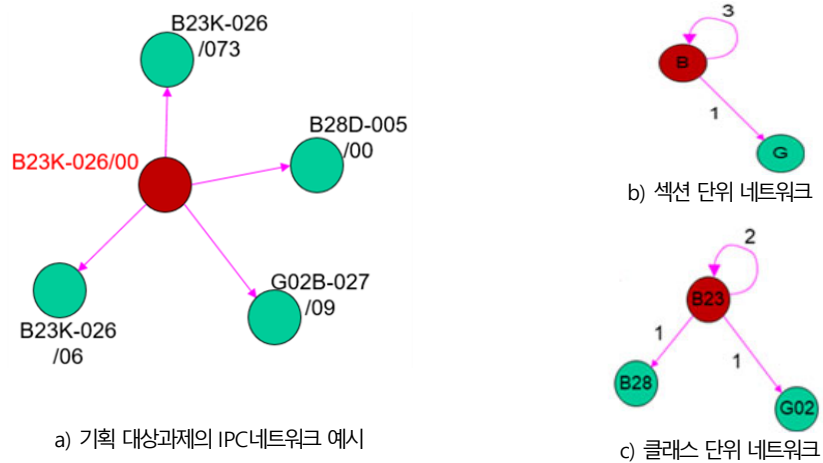 B23K-026
/073
B28D-005
/00
B23K-026/00
G02B-027
/09
B23K-026
/06
a) 기획 대상과제의 IPC네트워크 예시
3
B
1
G
b) 섹션 단위 네트워크
2
B23
1
1
B28
G02
c) 클래스 단위 네트워크